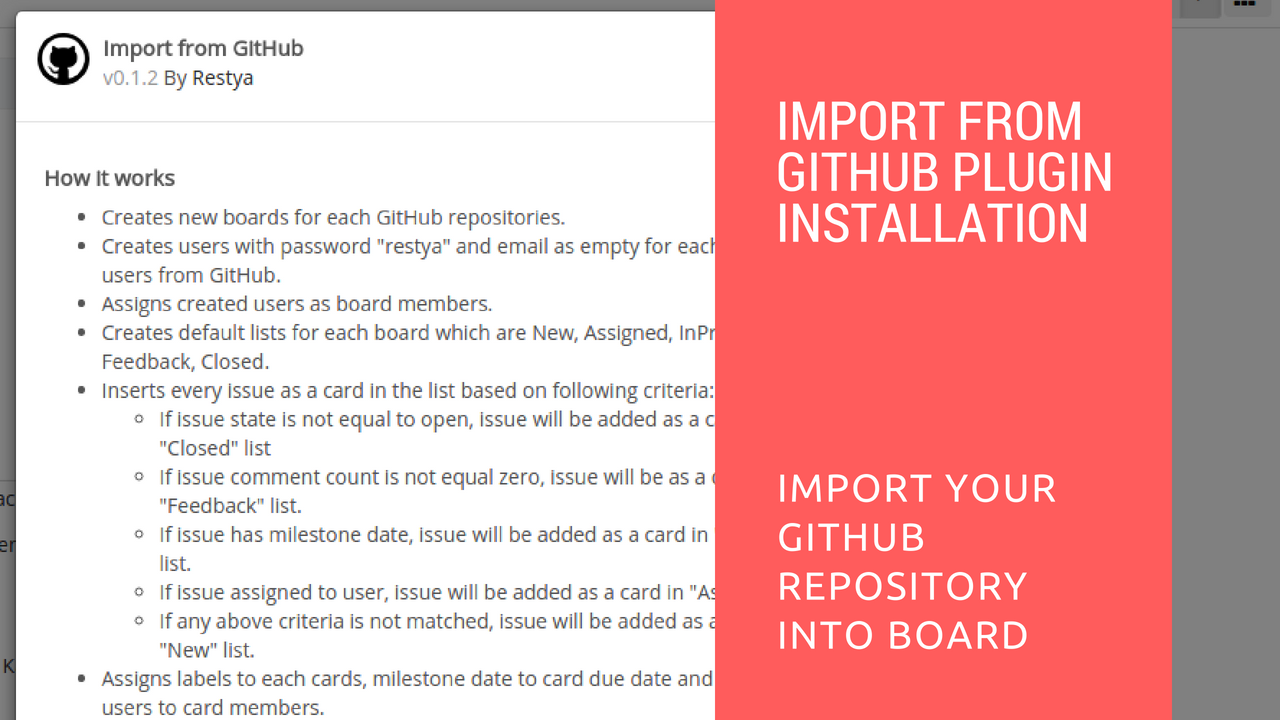 Import from GitHub
v0.1.2 By Restya
How it works
Creates new boards for each GitHub repositories.
Creates users with password "restya" and email as empty for each
users from GitHub.
Assigns created users as board members.
Creates default lists for each board which are New, Assigned, InPr
Feedback, Closed.
Inserts every issue as a card in the list based on following criteria:
If issue state is not equal to open, issue will be added as a c
"Closed" list
If issue comment count is not equal zero, issue will be as a
"Feedback" list.
If issue has milestone date, issue will be added as a card in
list.
If issue assigned to user, issue will be added as a card in "As
If any above criteria is not matched, issue will be added as a
"New" list.
Assigns labels to each cards, milestone date to card due date and
users to card members.
IMPORT FROM
GITHUB PLUGIN
INSTALLATION
IMPORT YOUR
GITHUB
REPOSITORY
INTO BOARD
ac
er
K